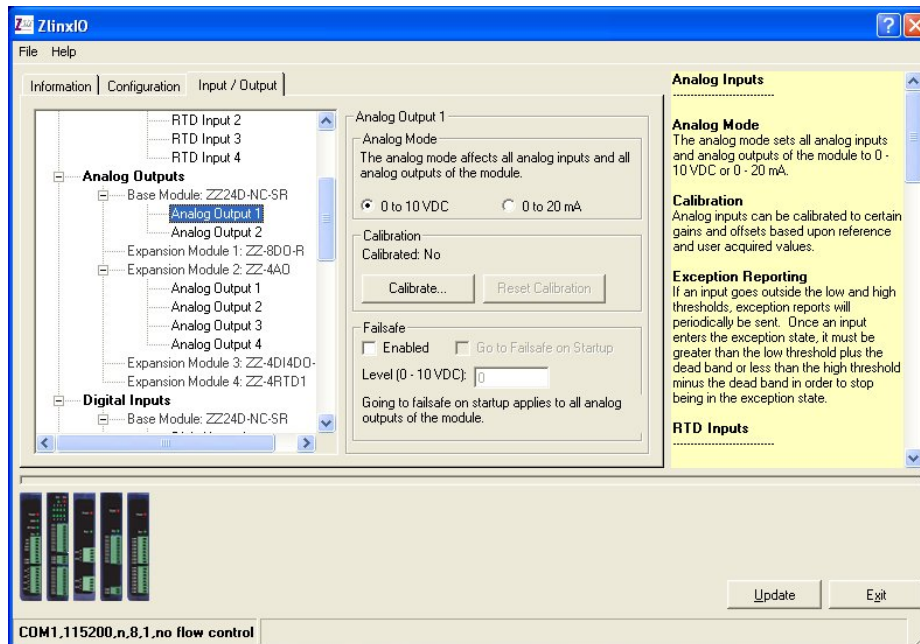 ZlinxIO
File Help
Information Configuration Input / Output
RTD Input 2
RTD Input 3
RTD Input 4
Analog Outputs
Base Module: ZZ24D-NC-SR
Analog Output 1
Analog Output 2
Expansion Module 1: ZZ-8DO-R
Expansion Module 2: ZZ-4AO
Analog Output 1
Analog Output 2
Analog Output 3
Analog Output 4
Expansion Module 3: ZZ-4DI4DO-
Expansion Module 4: ZZ-4RTD1
Digital Inputs
Base Module: ZZ24D-NC-SR
Analog Output 1
Analog Mode
The analog mode affects all analog inputs and all
analog outputs of the module.
0 to 10 VDC 0 to 20 mA
Calibration
Calibrated: No
Calibrate... Reset Calibration
Failsafe
Enabled Go to Failsafe on Startup
Level (0 - 10 VDC): 0
Going to failsafe on startup applies to all analog
outputs of the module.
Analog Inputs
Analog Mode
The analog mode sets all analog inputs
and analog outputs of the module to 0 -
10 VDC or 0 - 20 mA.
Calibration
Analog inputs can be calibrated to certain
gains and offsets based upon reference
and user acquired values.
Exception Reporting
If an input goes outside the low and high
thresholds, exception reports will
periodically be sent. Once an input
enters the exception state, it must be
greater than the low threshold plus the
dead band or less than the high threshold
minus the dead band in order to stop
being in the exception state.
RTD Inputs
Update Exit
COM1,115200,n,8,1,no flow control